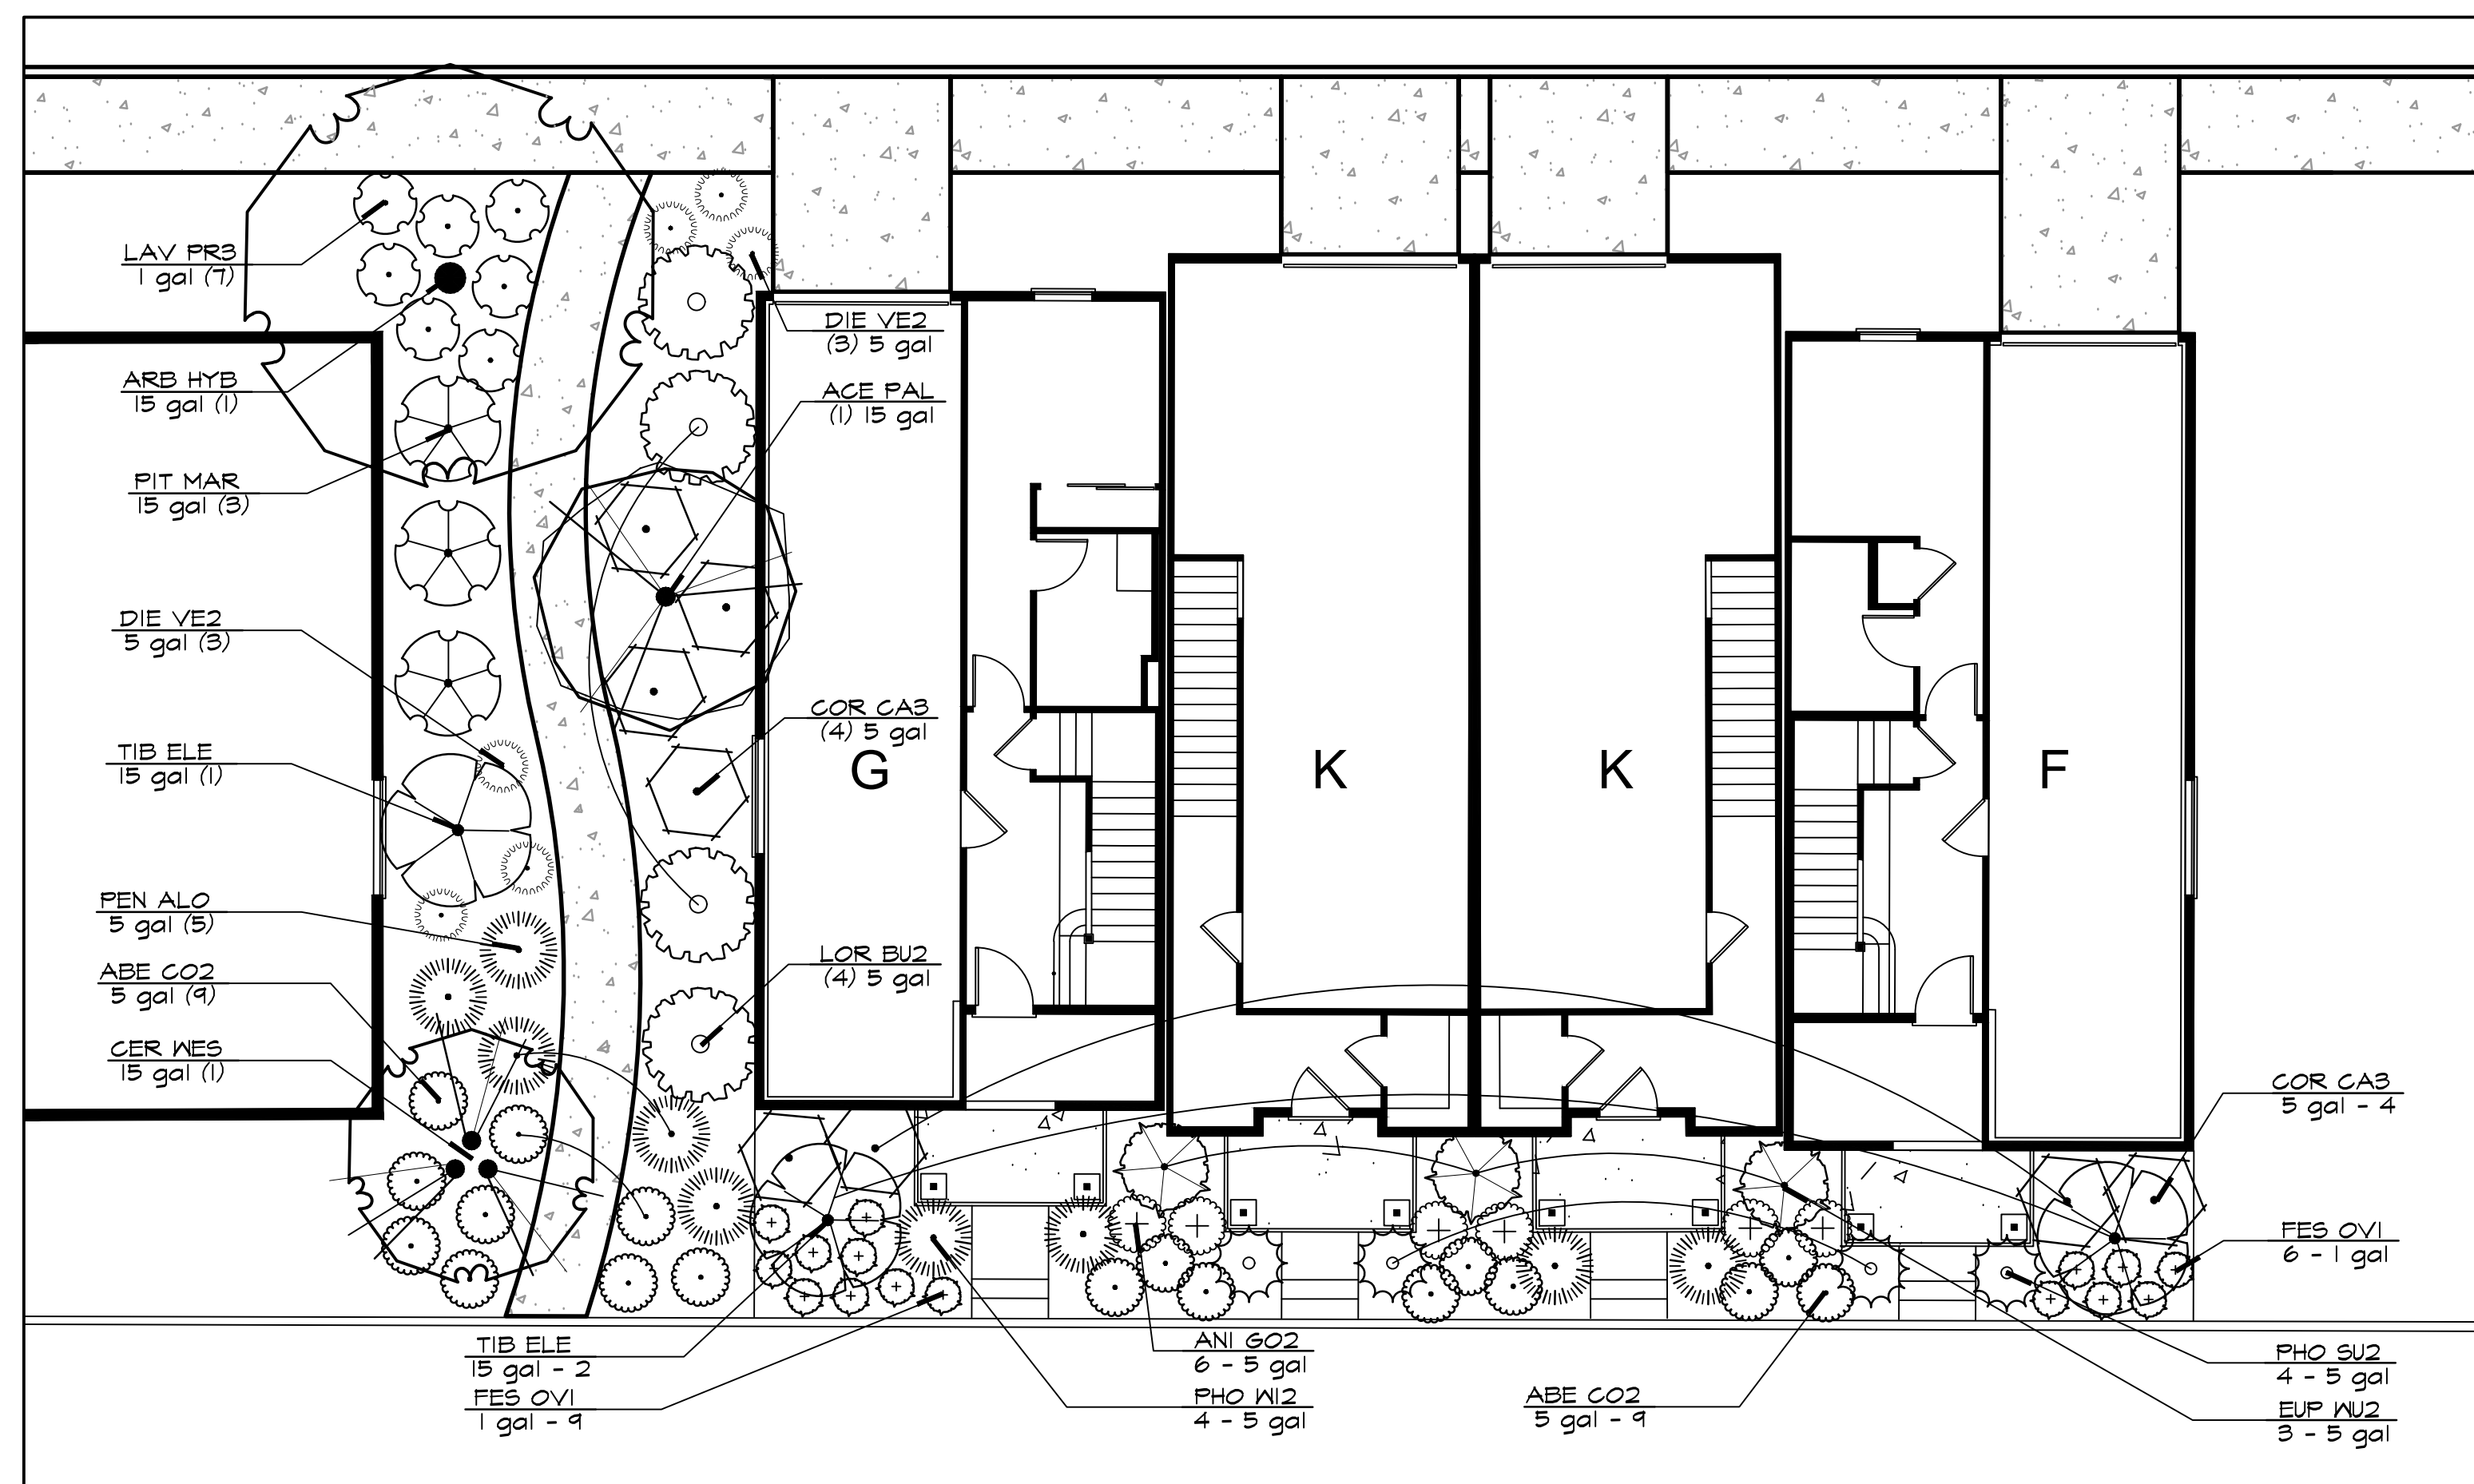 LAV PR3
1 gal (7)
ARB HYB
15 gal (1)
PIT MAR
15 gal (3)
DIE VE2
5 gal (3)
TIB ELE
15 gal (1)
PEN ALO
5 gal (5)
ABE CO2
5 gal (9)
CER WES
15 gal (1)
DIE VE2
(3) 5 gal
ACE PAL
(1) 15 gal
COR CA3
(4) 5 gal
LOR BU2
(4) 5 gal
G
K
K
F
COR CA3
5 gal - 4
FES OV1
6 - 1 gal
TIB ELE
15 gal - 2
FES OV1
1 gal - 9
ANI GO2
6 - 5 gal
PHO WI2
4 - 5 gal
ABE CO2
5 gal - 9
PHO SU2
4 - 5 gal
EUP WU2
3 - 5 gal